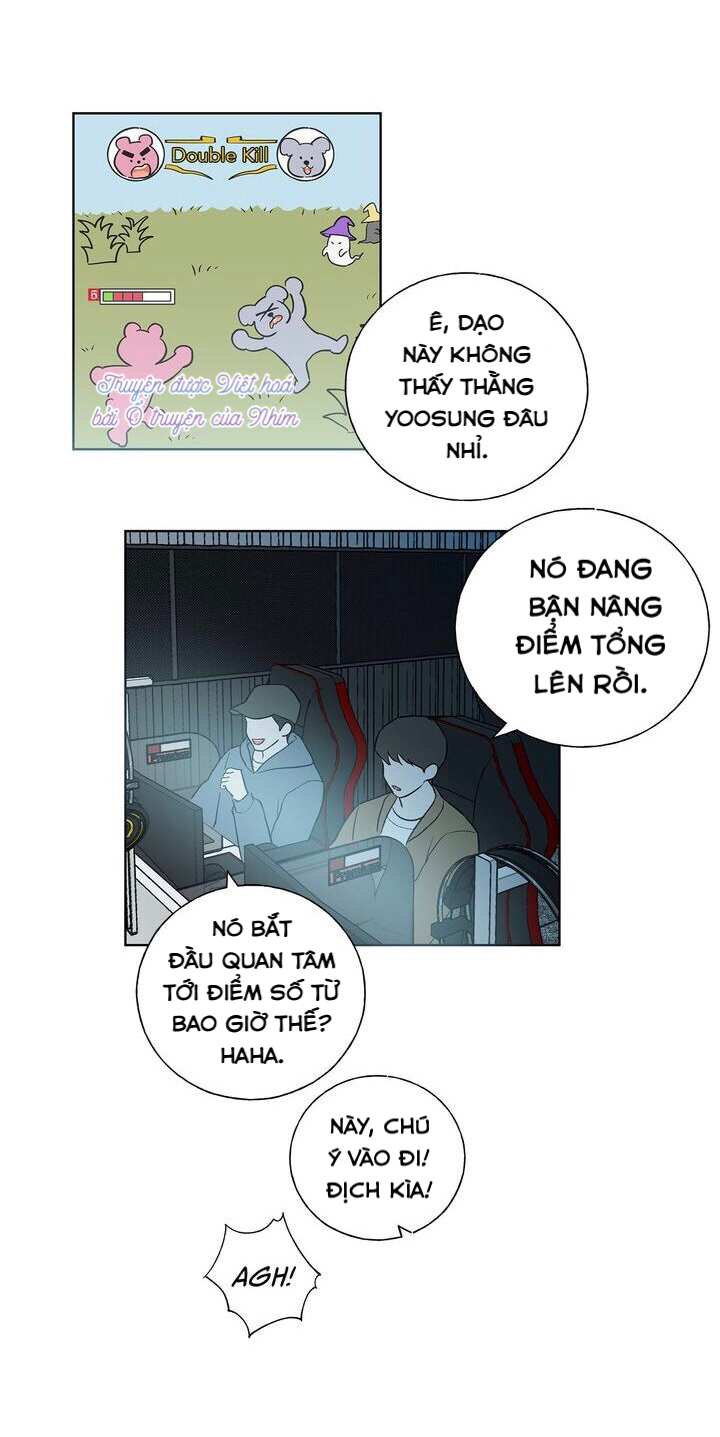 Double Kill
5
Truyện được Việt hoá
bởi Ổ truyện của Nhím
Ê, DẠO
NÀY KHÔNG
THẤY THẰNG
YOOSUNG ĐÂU
NHỈ.
NÓ ĐANG
BẬN NÂNG
ĐIỂM TỔNG
LÊN RỒI.
Premium
NÓ BẮT
ĐẦU QUAN TÂM
TỚI ĐIỂM SỐ TỪ
BAO GIỜ THẾ?
HAHA.
NÀY, CHÚ
Ý VÀO ĐI!
ĐỊCH KÌA!
AGH!